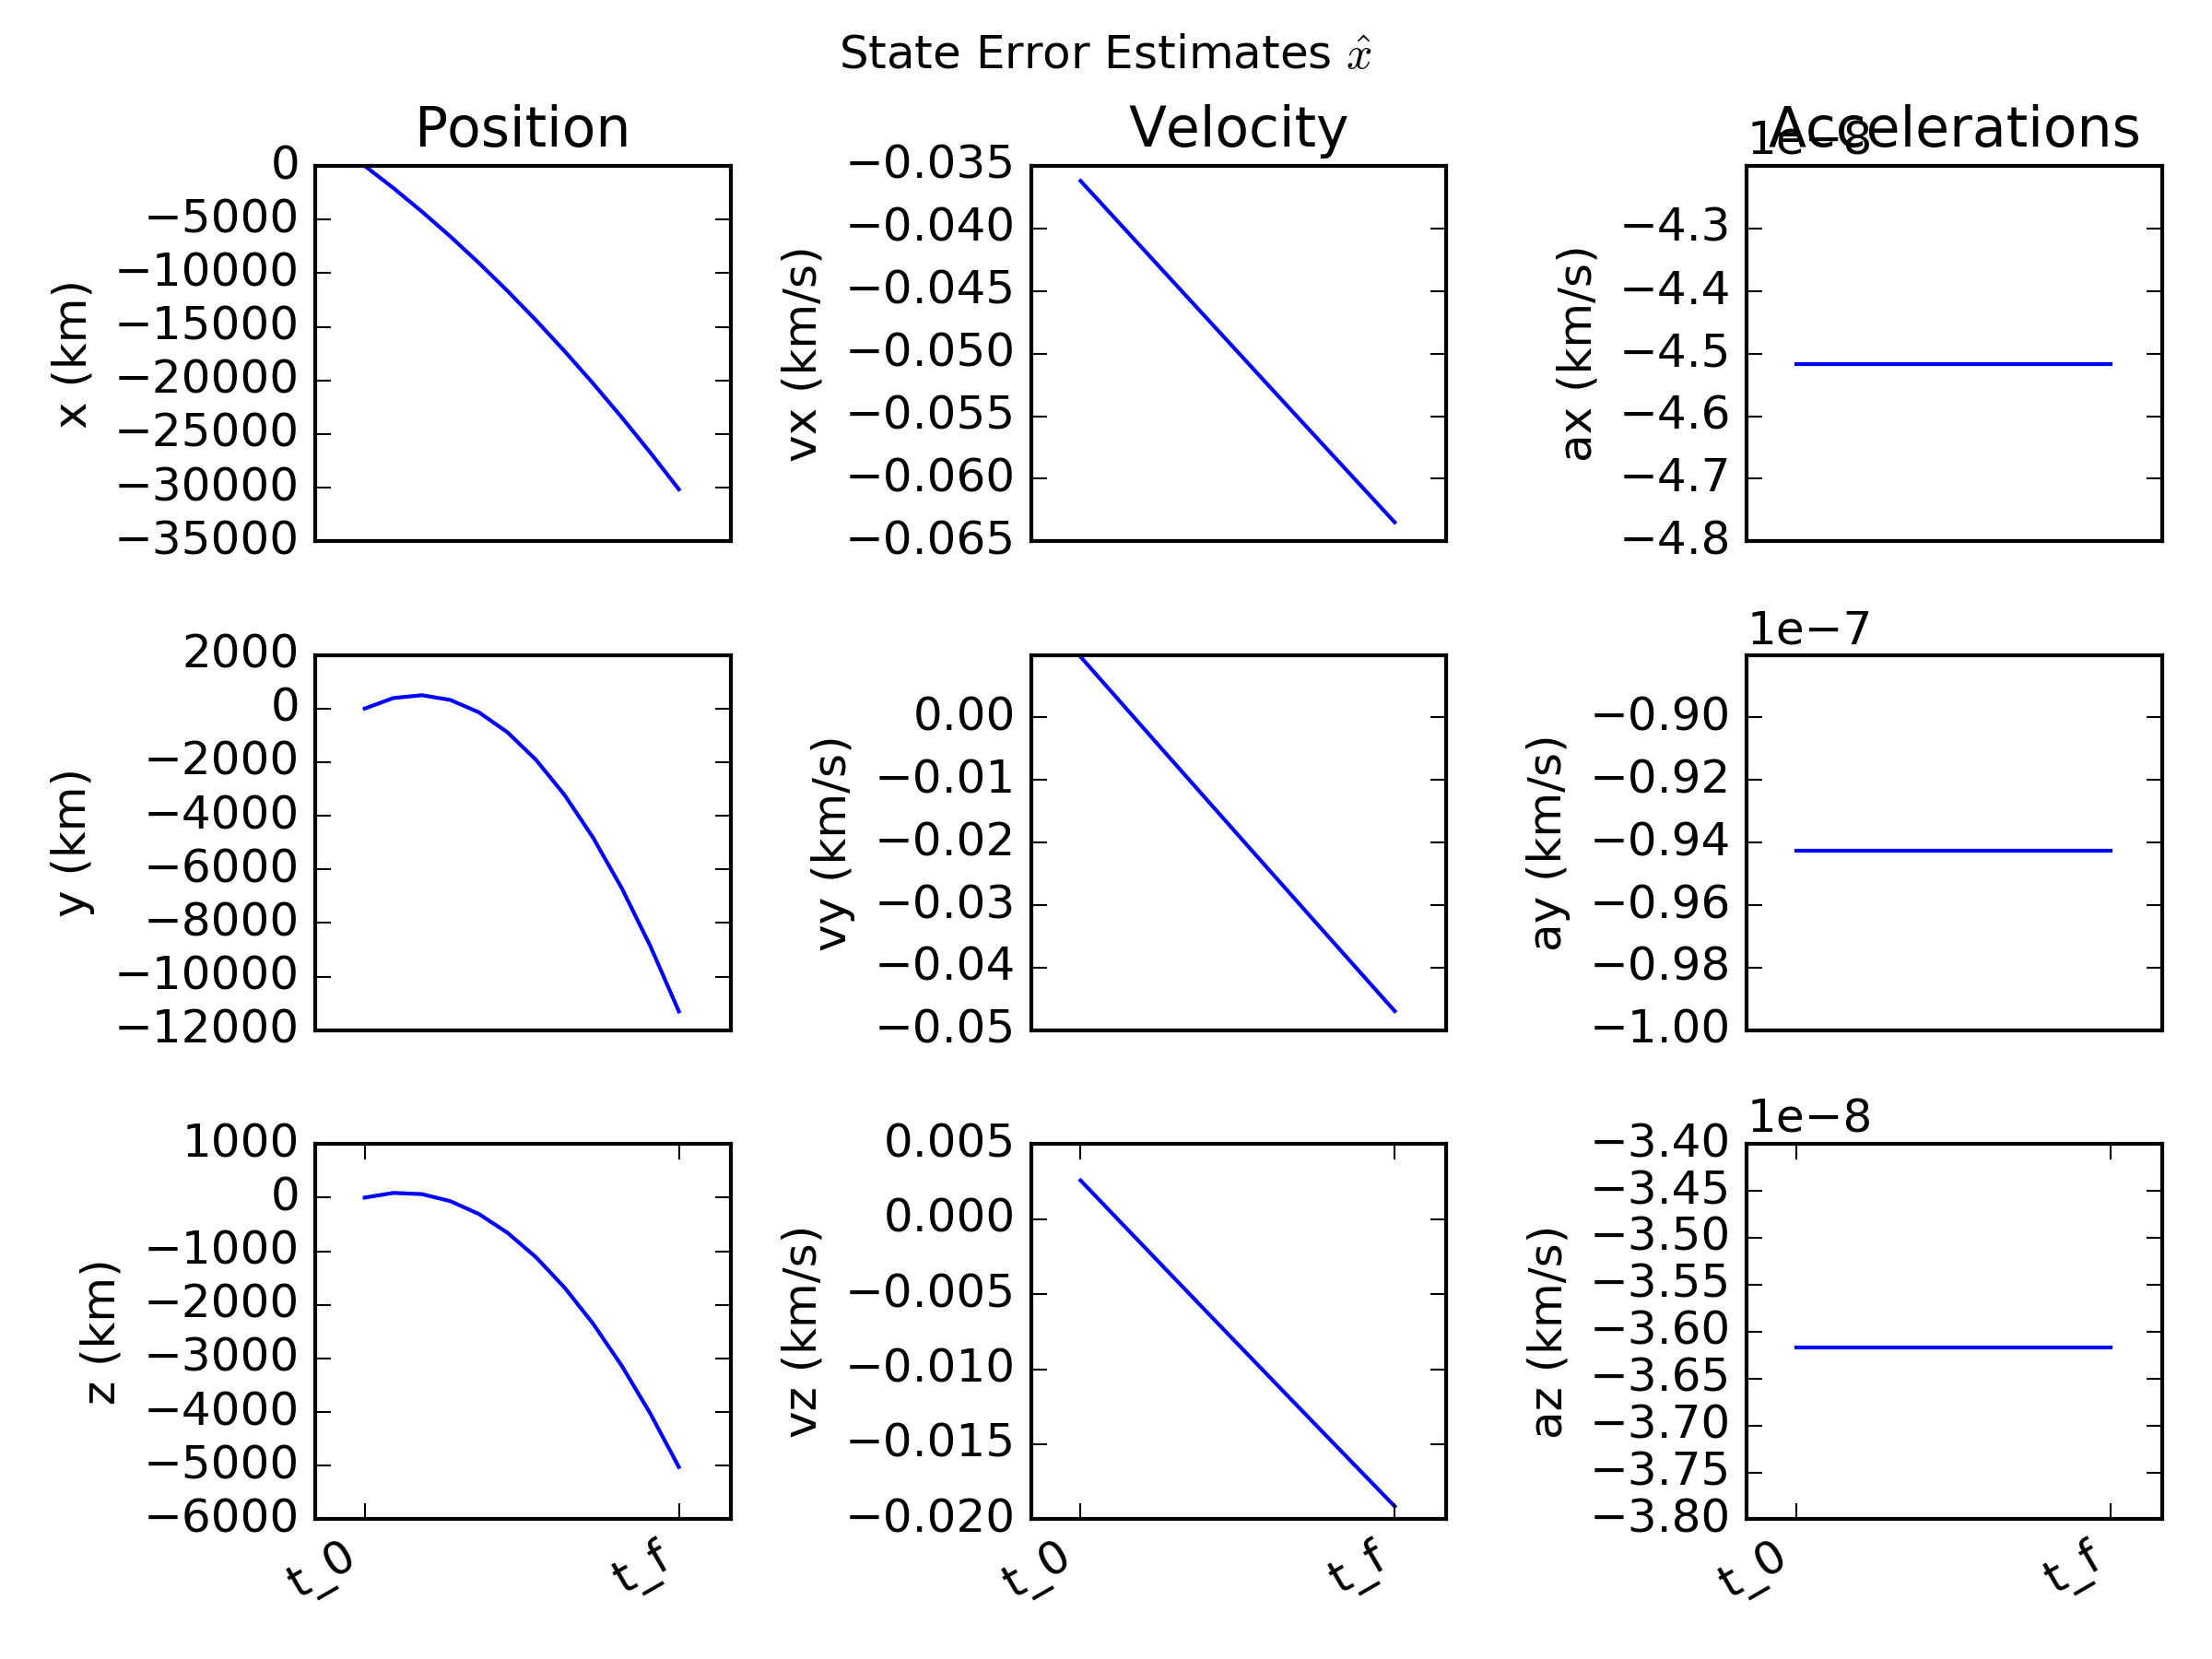 State Error Estimates x̂
Position
Velocity
Accelerations
1e−8
x (km)
0
−5000
−10000
−15000
−20000
−25000
−30000
−35000
vx (km/s)
−0.035
−0.040
−0.045
−0.050
−0.055
−0.060
−0.065
ax (km/s)
−4.3
−4.4
−4.5
−4.6
−4.7
−4.8
y (km)
2000
0
−2000
−4000
−6000
−8000
−10000
−12000
vy (km/s)
0.00
−0.01
−0.02
−0.03
−0.04
−0.05
1e−7
ay (km/s)
−0.90
−0.92
−0.94
−0.96
−0.98
−1.00
z (km)
1000
0
−1000
−2000
−3000
−4000
−5000
−6000
t_0
t_f
vz (km/s)
0.005
0.000
−0.005
−0.010
−0.015
−0.020
t_0
t_f
1e−8
az (km/s)
−3.40
−3.45
−3.50
−3.55
−3.60
−3.65
−3.70
−3.75
−3.80
t_0
t_f